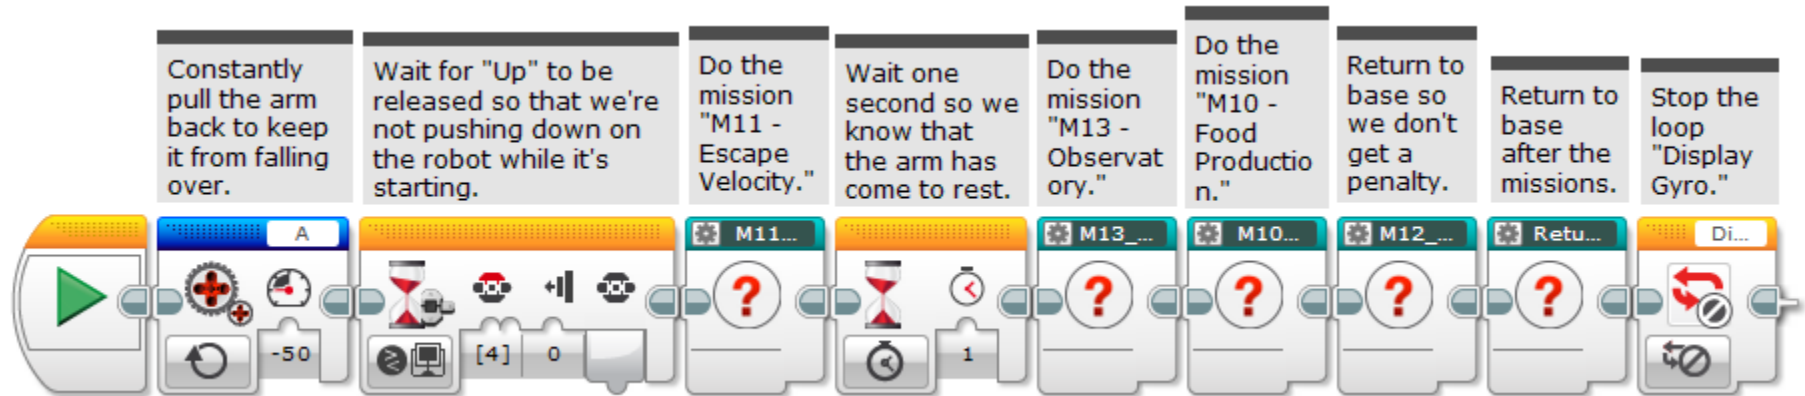 Constantly
pull the arm
back to keep
it from falling
over.
Wait for "Up" to be
released so that we're
not pushing down on
the robot while it's
starting.
Do the
mission
"M11 -
Escape
Velocity."
Wait one
second so we
know that
the arm has
come to rest.
Do the
mission
"M13 -
Observat
ory."
Do the
mission
"M10 -
Food
Productio
n."
Return to
base so
we don't
get a
penalty.
Return to
base
after the
missions.
Stop the
loop
"Display
Gyro."
A
-50
[4]
0
M11...
1
M13_...
M10...
M12_...
Retu...
Di...